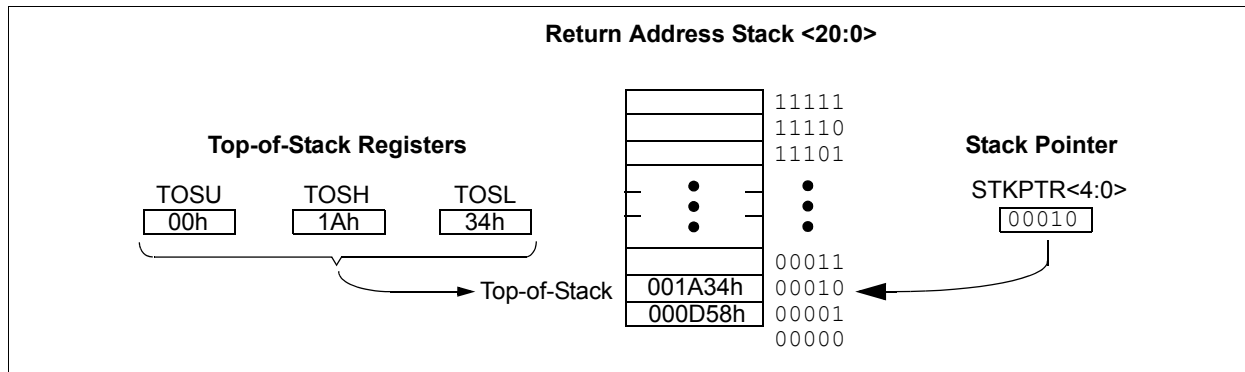 Return Address Stack <20:0>
11111
11110
11101
Top-of-Stack Registers
Stack Pointer
TOSU TOSH TOSL
00h 1Ah 34h
STKPTR<4:0>
00010
00011
Top-of-Stack 001A34h 00010
000D58h 00001
00000